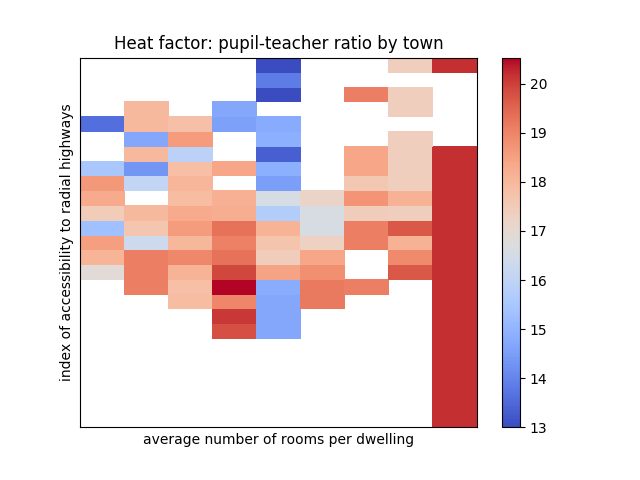 Heat factor: pupil-teacher ratio by town
index of accessibility to radial highways
average number of rooms per dwelling
20
19
18
17
16
15
14
13